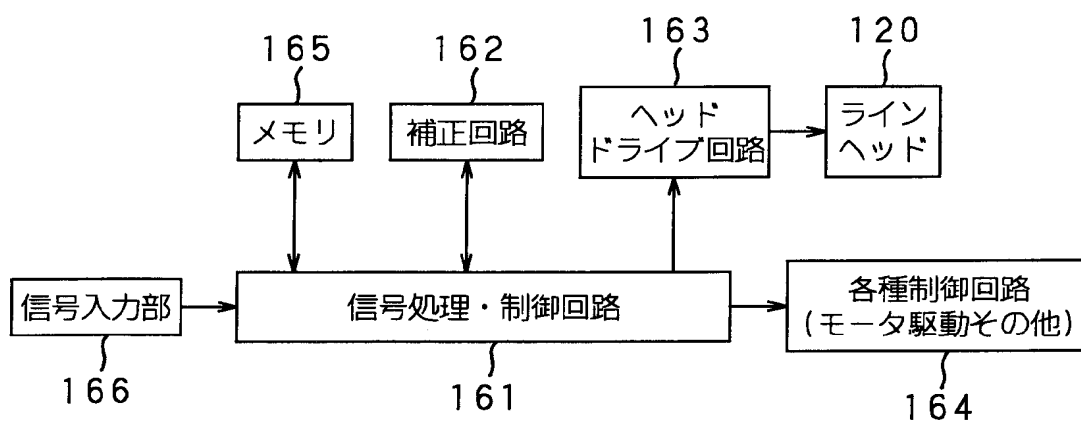 165
162
163
120
メモリ
補正回路
ヘッド
ドライブ回路
ライン
ヘッド
信号入力部
信号処理・制御回路
各種制御回路
(モータ駆動その他)
166
161
164